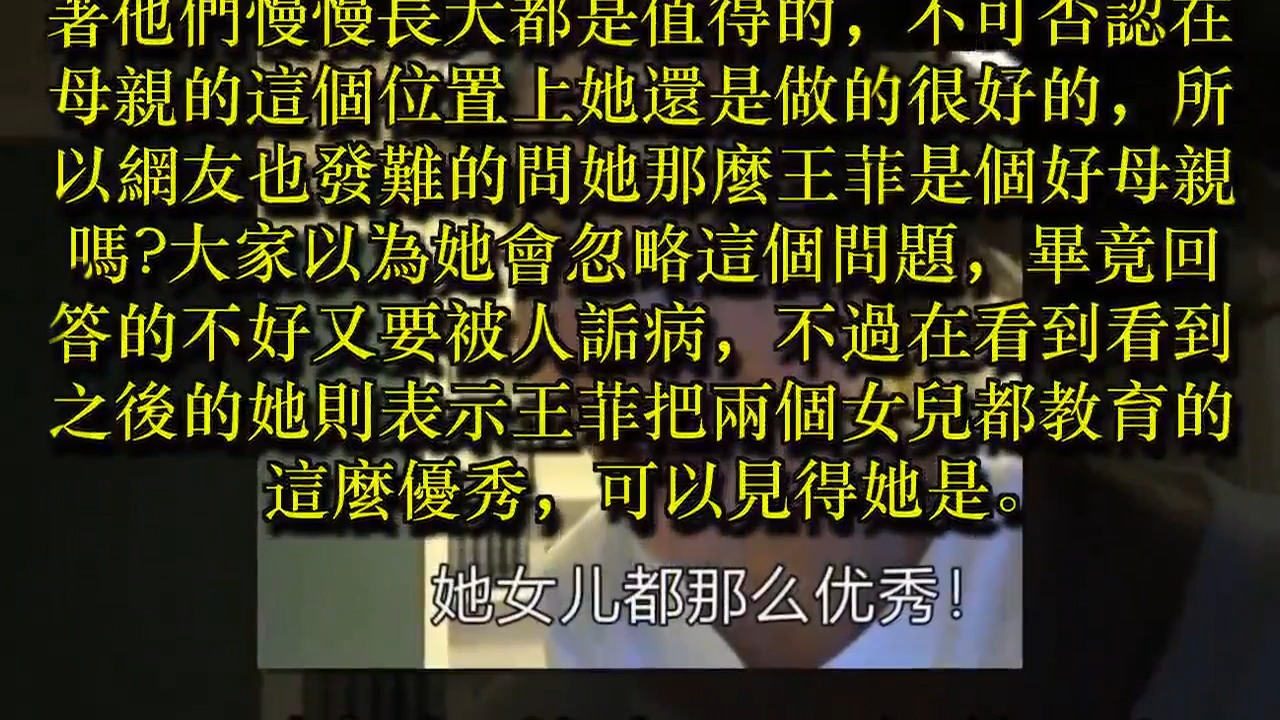 著他們慢慢長大都是值得的，不可否認在
母親的這個位置上她還是做的很好的，所
以網友也發難的問她那麼王菲是個好母親
嗎?大家以為她會忽略這個問題，畢竟回
答的不好又要被人詬病，不過在看到看到
之後的她則表示王菲把兩個女兒都教育的
這麼優秀，可以見得她是。
她女儿都那么优秀！